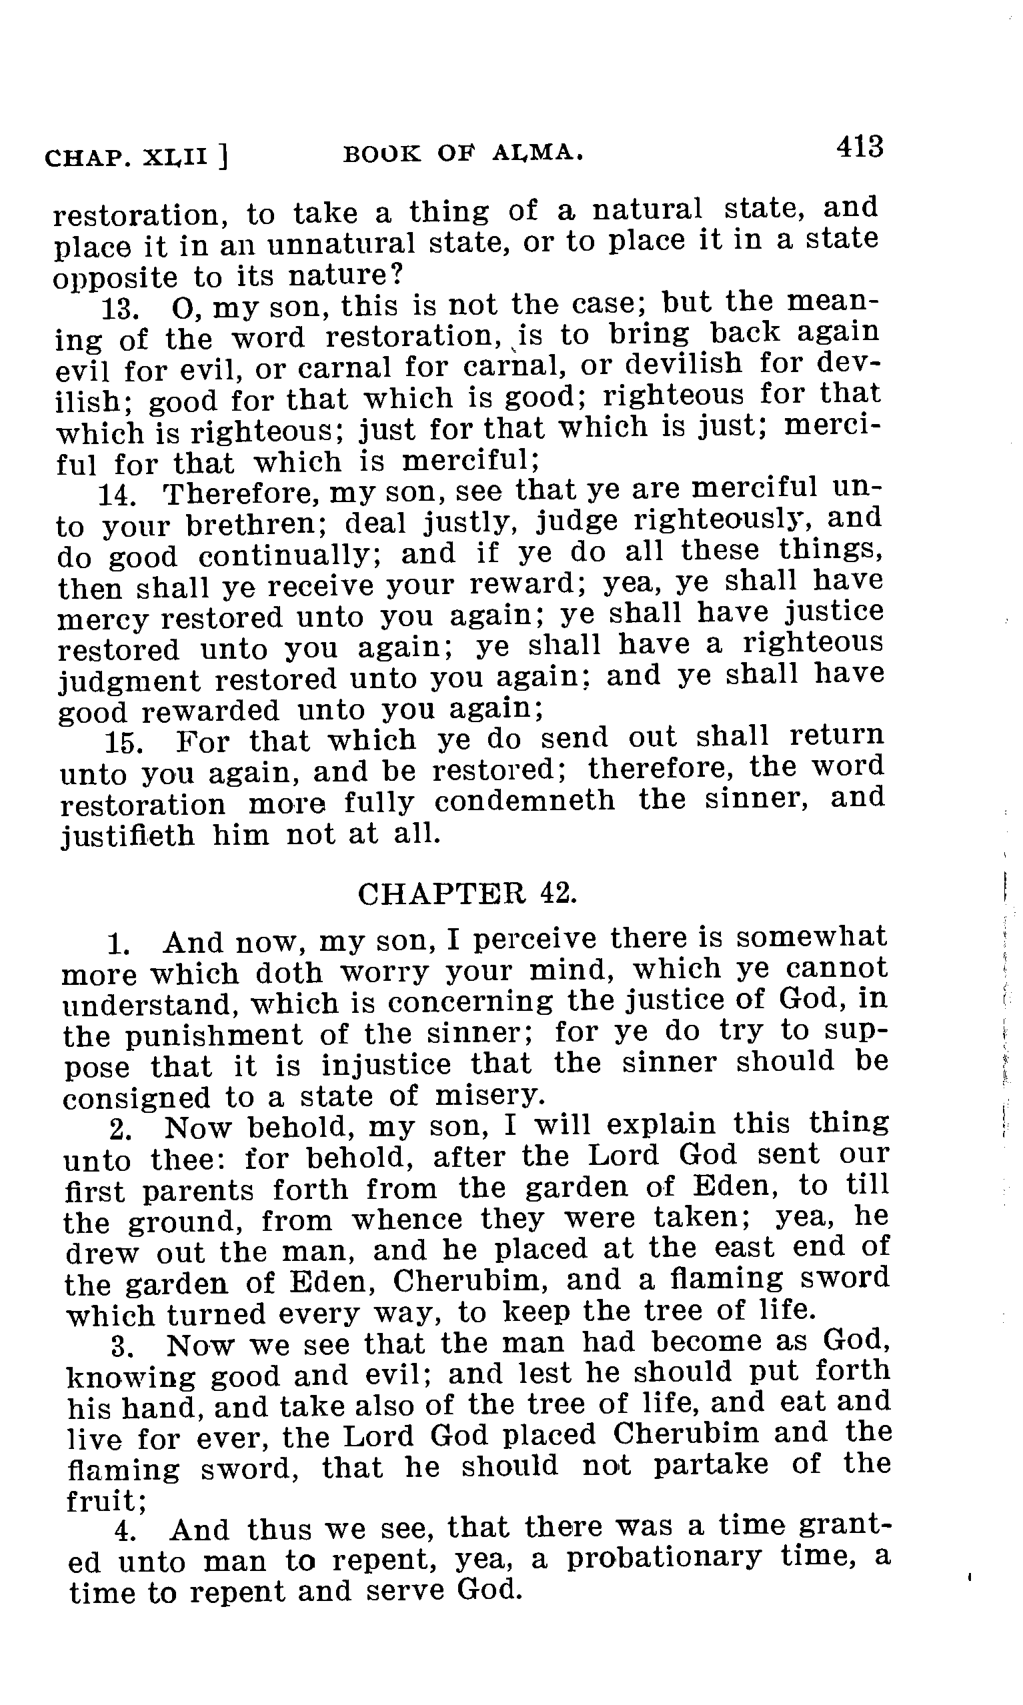 CHAP. XLII ] BOOK OF ALMA. 413
restoration, to take a thing of a natural state, and
place it in an unnatural state, or to place it in a state
opposite to its nature?
13. O, my son, this is not the case; but the mean-
ing of the word restoration, is to bring back again
evil for evil, or carnal for carnal, or devilish for dev-
ilish; good for that which is good; righteous for that
which is righteous; just for that which is just; merci-
ful for that which is merciful;
14. Therefore, my son, see that ye are merciful un-
to your brethren; deal justly, judge righteously, and
do good continually; and if ye do all these things,
then shall ye receive your reward; yea, ye shall have
mercy restored unto you again; ye shall have justice
restored unto you again; ye shall have a righteous
judgment restored unto you again; and ye shall have
good rewarded unto you again;
15. For that which ye do send out shall return
unto you again, and be restored; therefore, the word
restoration more fully condemneth the sinner, and
justifieth him not at all.
CHAPTER 42.
1. And now, my son, I perceive there is somewhat
more which doth worry your mind, which ye cannot
understand, which is concerning the justice of God, in
the punishment of the sinner; for ye do try to sup-
pose that it is injustice that the sinner should be
consigned to a state of misery.
2. Now behold, my son, I will explain this thing
unto thee: for behold, after the Lord God sent our
first parents forth from the garden of Eden, to till
the ground, from whence they were taken; yea, he
drew out the man, and he placed at the east end of
the garden of Eden, Cherubim, and a flaming sword
which turned every way, to keep the tree of life.
3. Now we see that the man had become as God,
knowing good and evil; and lest he should put forth
his hand, and take also of the tree of life, and eat and
live for ever, the Lord God placed Cherubim and the
flaming sword, that he should not partake of the
fruit;
4. And thus we see, that there was a time grant-
ed unto man to repent, yea, a probationary time, a
time to repent and serve God.